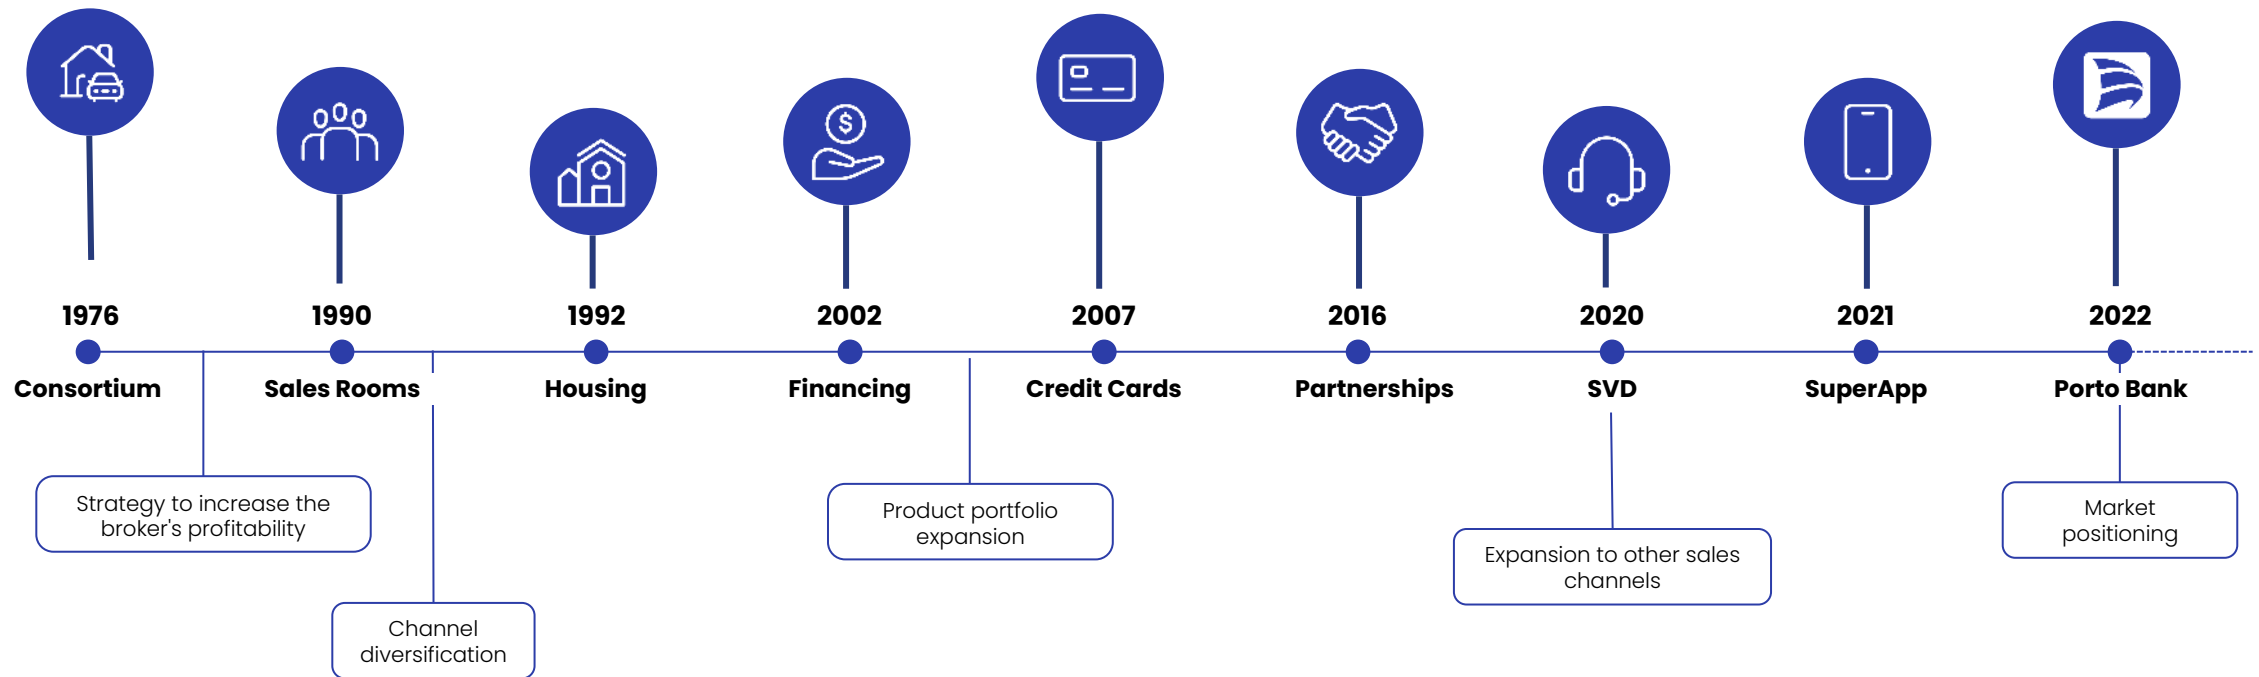 1976
1990
1992
2002
2007
2016
2020
2021
2022
Consortium
Sales Rooms
Housing
Financing
Credit Cards
Partnerships
SVD
SuperApp
Porto Bank
Strategy to increase the
broker's profitability
Channel
diversification
Product portfolio
expansion
Expansion to other sales
channels
Market
positioning